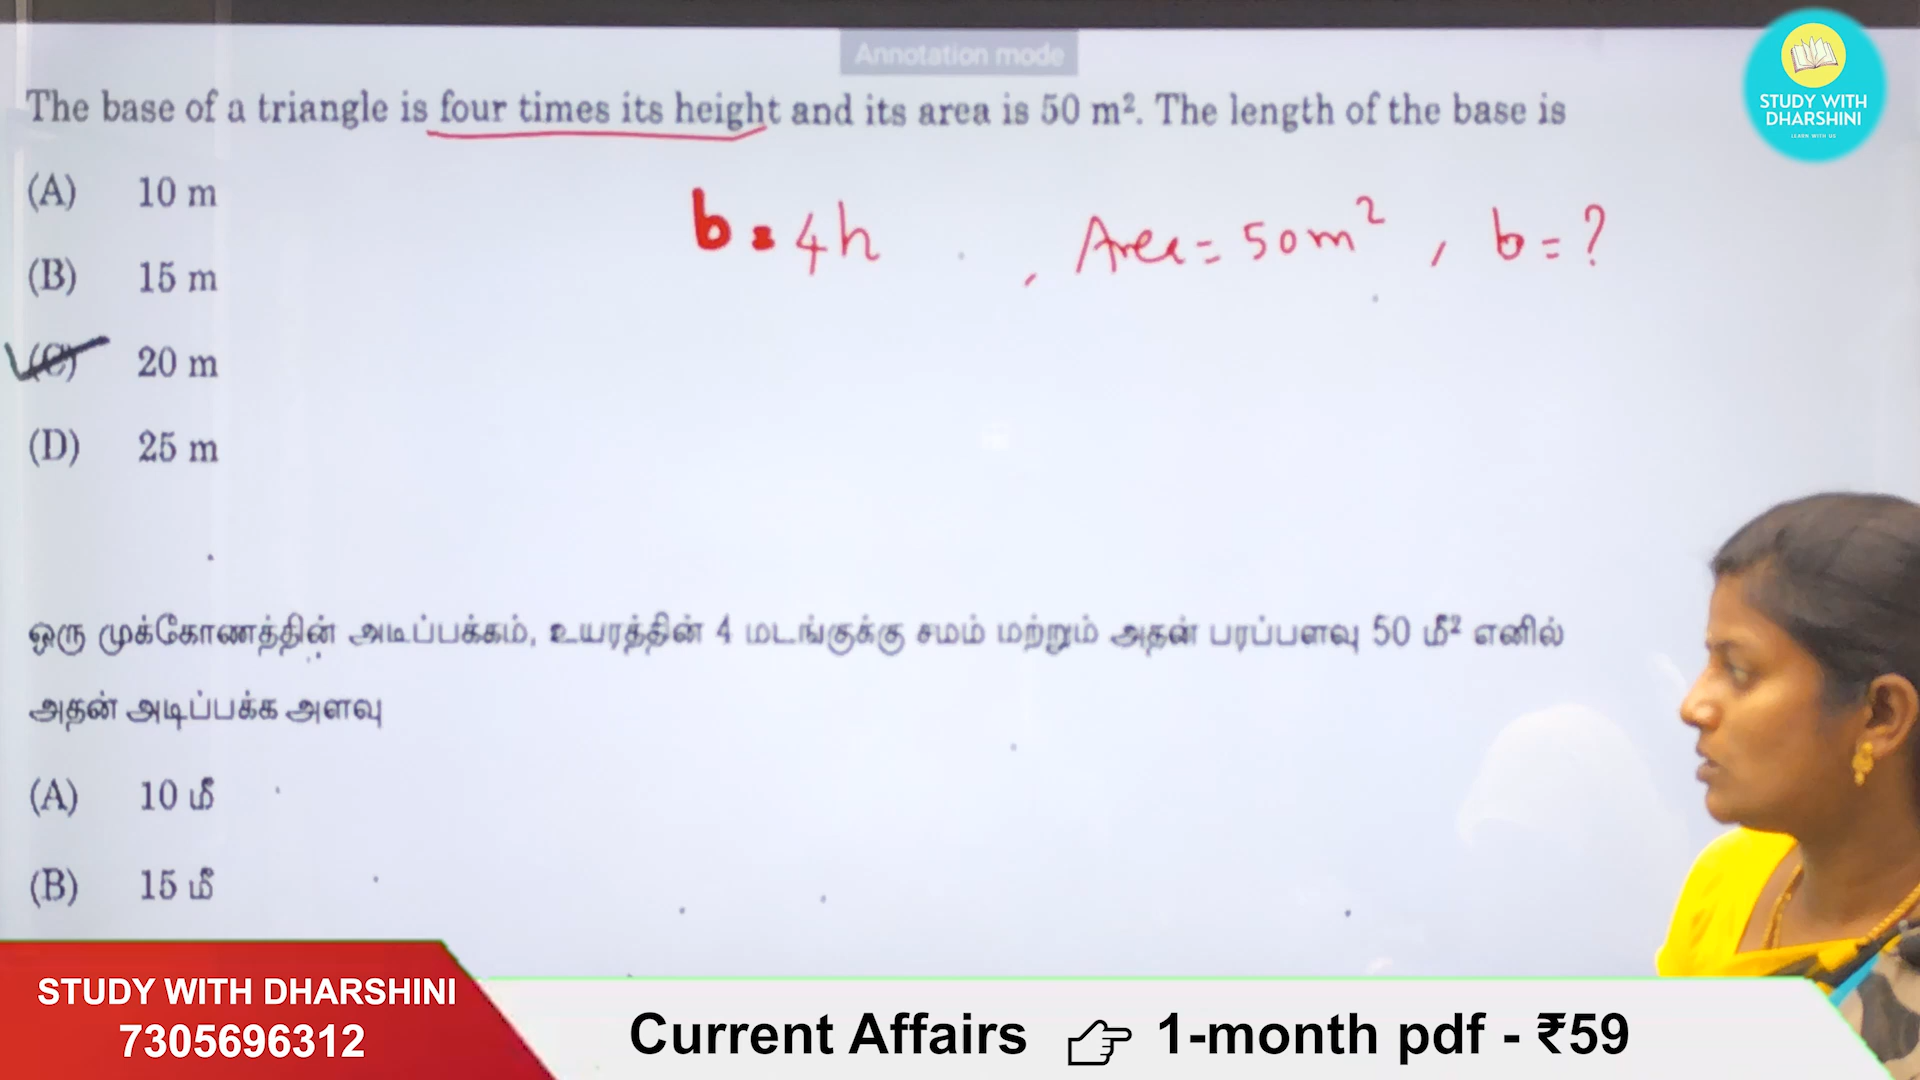 Annotation mode
STUDY WITH
DHARSHINI
LEARN WITH US
The base of a triangle is four times its height and its area is 50 m². The length of the base is
(A) 10 m
b = 4h , Area = 50m² , b = ?
(B) 15 m
(C) 20 m
(D) 25 m
ஒரு முக்கோணத்தின் அடிப்பக்கம், உயரத்தின் 4 மடங்குக்கு சமம் மற்றும் அதன் பரப்பளவு 50 மீ² எனில்
அதன் அடிப்பக்க அளவு
(A) 10 மீ
(B) 15 மீ
STUDY WITH DHARSHINI
7305696312
Current Affairs 1-month pdf - ₹59